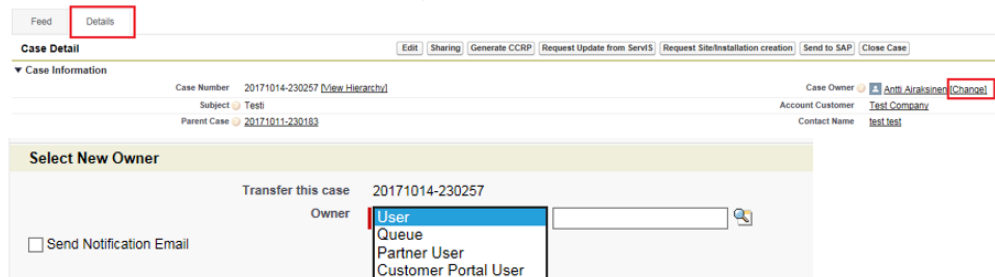 Feed Details
Case Detail Edit Sharing Generate CCRP Request Update from ServIS Request Site/Installation creation Send to SAP Close Case
▼ Case Information
Case Number 20171014-230257 [View Hierarchy] Case Owner Antti Airaksinen [Change]
Subject Testi Account Customer Test Company
Parent Case 20171011-230183 Contact Name test test
Select New Owner
Transfer this case 20171014-230257
Owner User
Queue
Send Notification Email
Partner User
Customer Portal User